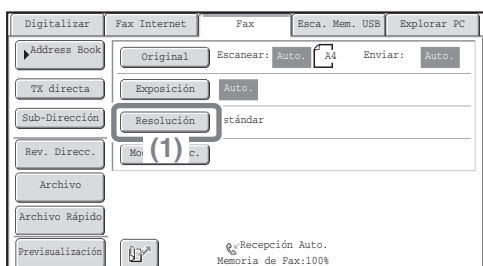 Digitalizar Fax Internet Fax Esca. Mem. USB Explorar PC
Address Book
Original Escanear: Auto. A4 Enviar: Auto.
TX directa Exposición Auto.
Sub-Dirección Resolución stándar
(1)
Rev. Direcc. c.
Archivo
Archivo Rápido
Previsualización
Recepción Auto.
Memoria de Fax:100%